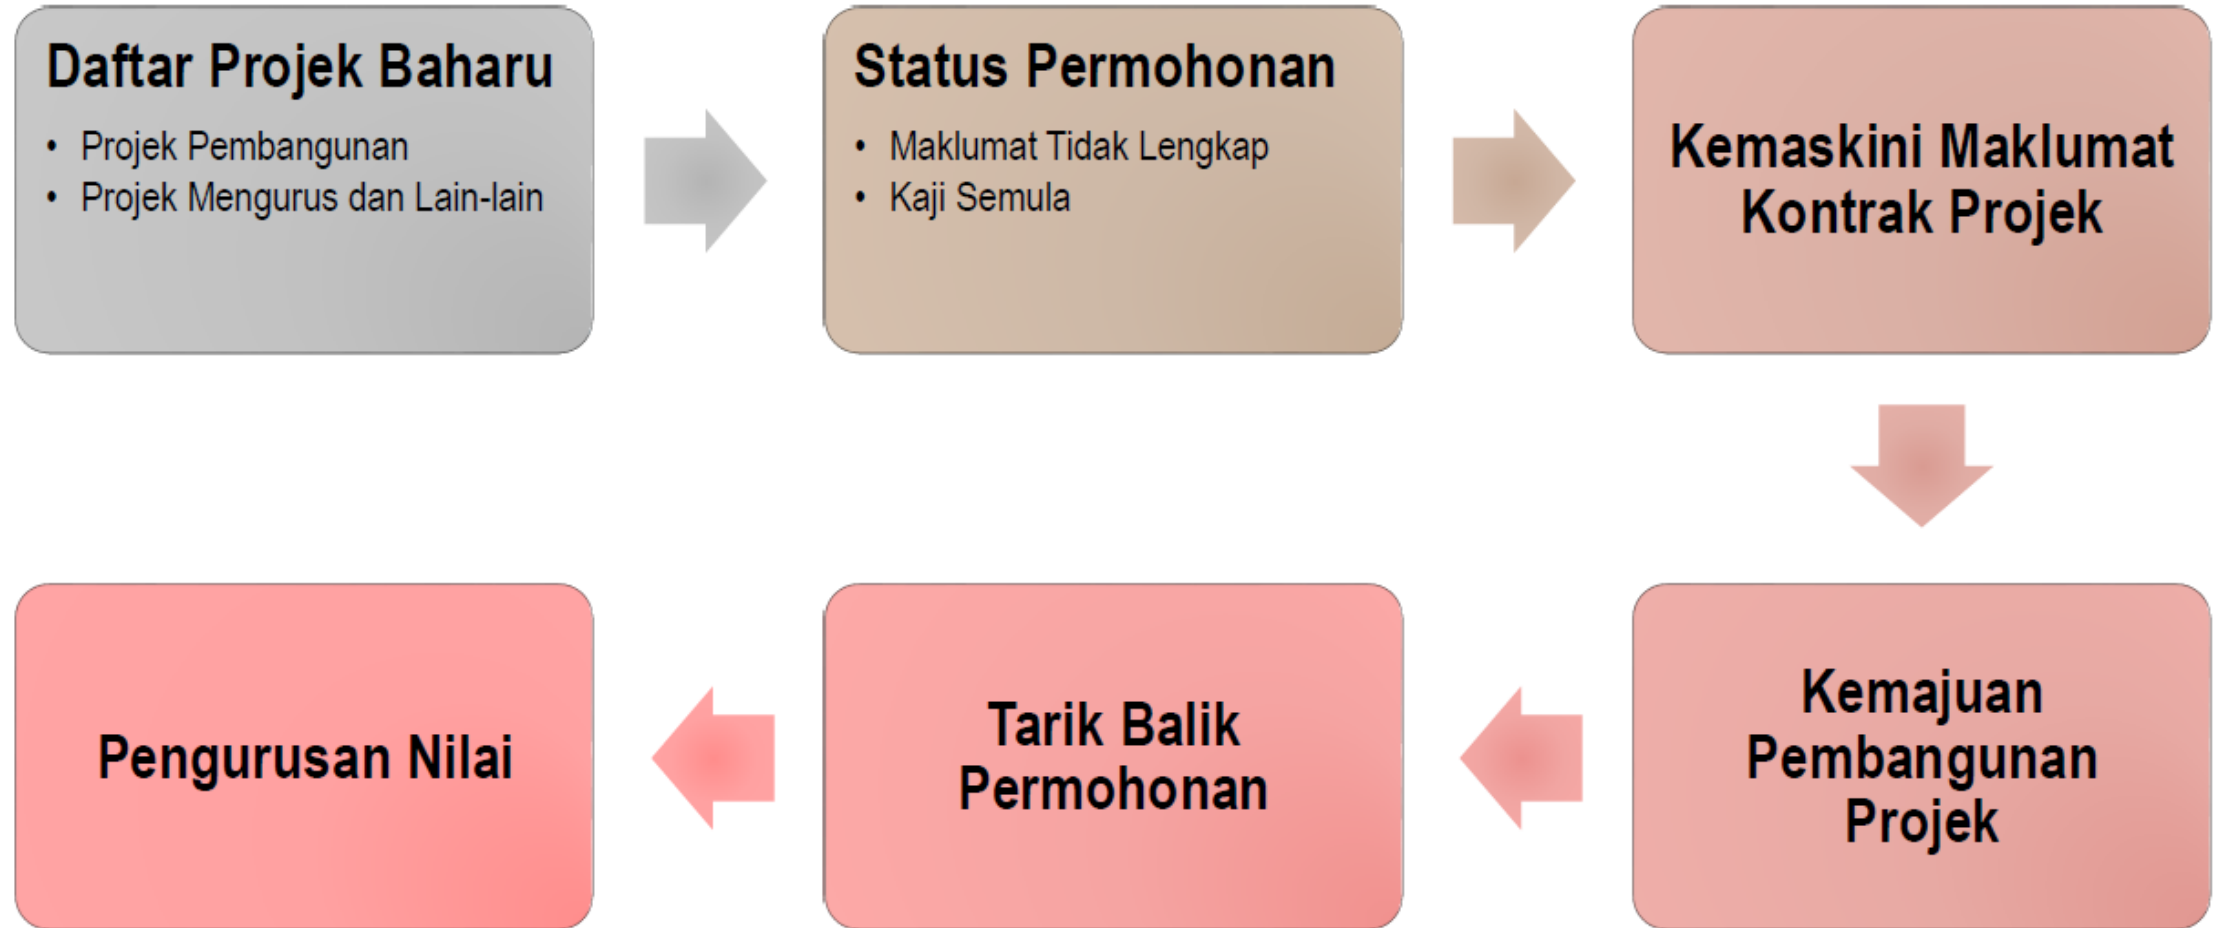 Daftar Projek Baharu
• Projek Pembangunan
• Projek Mengurus dan Lain-lain
Status Permohonan
• Maklumat Tidak Lengkap
• Kaji Semula
Kemaskini Maklumat
Kontrak Projek
Kemajuan
Pembangunan
Projek
Tarik Balik
Permohonan
Pengurusan Nilai